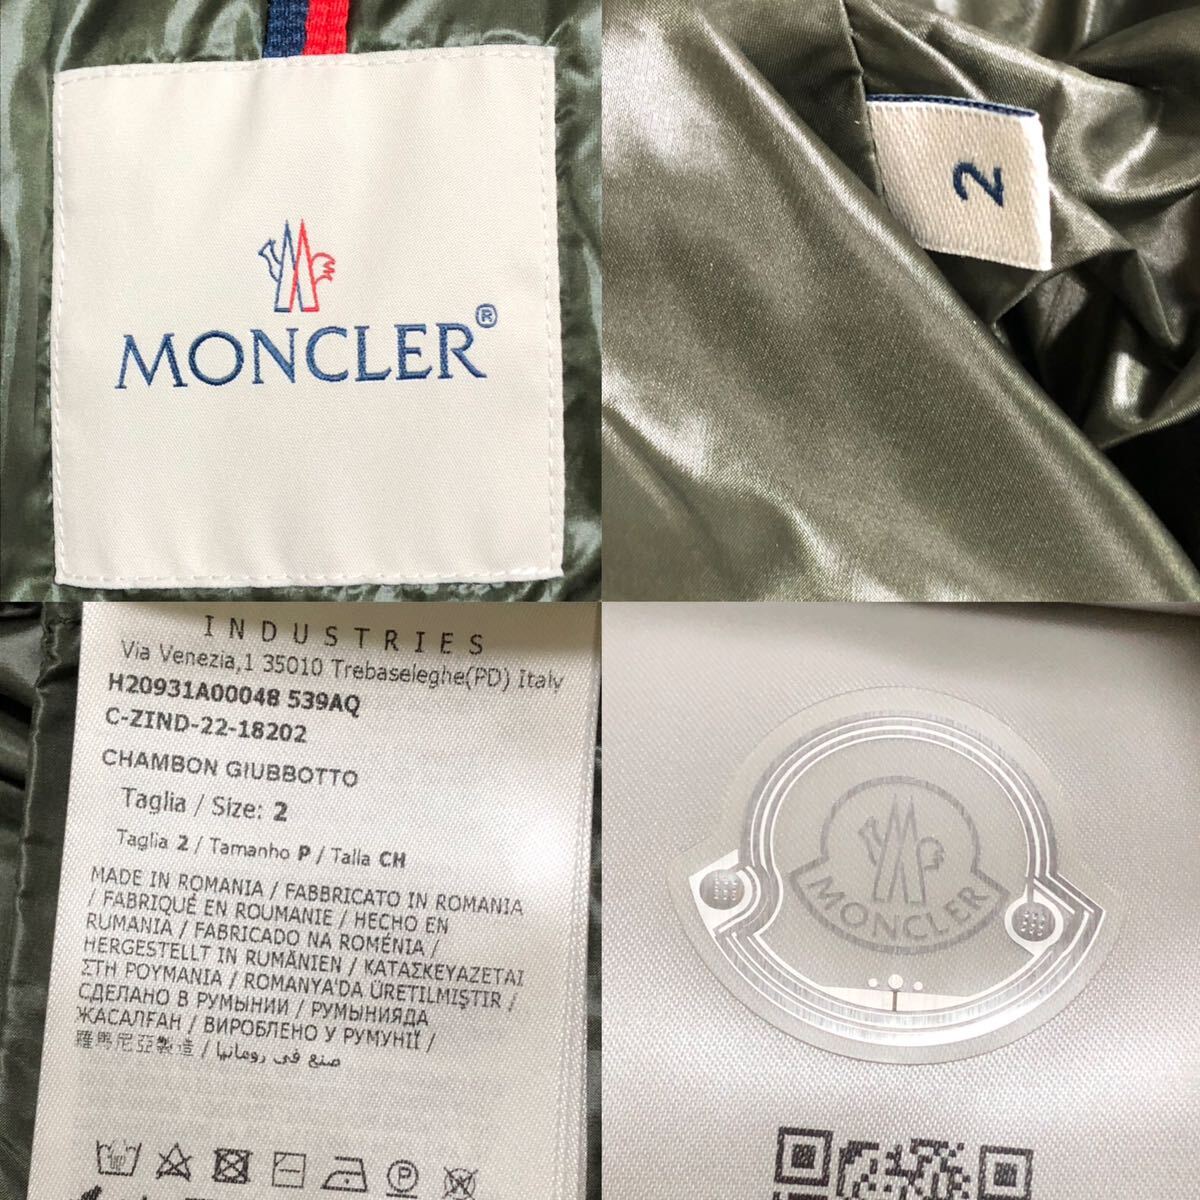 MONCLER®
2
INDUSTRIES
Via Venezia,1 35010 Trebaseleghe(PD) Italy
H20931A00048 539AQ
C-ZIND-22-18202
CHAMBON GIUBBOTTO
Taglia / Size: 2
Taglia 2 / Tamanho P / Talla CH
MADE IN ROMANIA / FABBRICATO IN ROMANIA
/ FABRIQUÉ EN ROUMANIE / HECHO EN
RUMANIA / FABRICADO NA ROMÉNIA /
HERGESTELLT IN RUMÄNIEN / ΚΑΤΑΣΚΕΥΑΖΕΤΑΙ
ΣΤΗ ΡΟΥΜΑΝΙΑ / ROMANYA'DA ÜRETILMIŞTIR /
СДЕЛАНО В РУМЫНИИ / РУМЫНИЯДА
ЖАСАЛҒАН / ВИРОБЛЕНО У РУМУНІЇ /
羅馬尼亞製造 / صنع في رومانيا
MONCLER